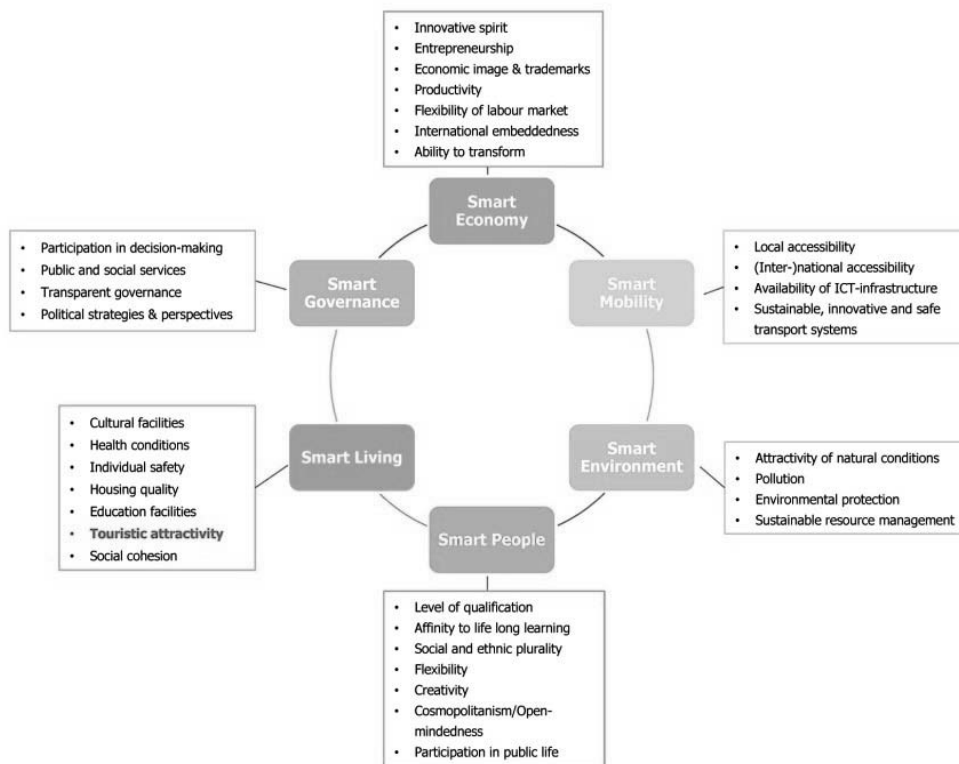 • Innovative spirit
• Entrepreneurship
• Economic image & trademarks
• Productivity
• Flexibility of labour market
• International embeddedness
• Ability to transform
Smart
Economy
• Participation in decision-making
• Public and social services
• Transparent governance
• Political strategies & perspectives
Smart
Governance
Smart
Mobility
• Local accessibility
• (Inter-)national accessibility
• Availability of ICT-infrastructure
• Sustainable, innovative and safe
transport systems
• Cultural facilities
• Health conditions
• Individual safety
• Housing quality
• Education facilities
• Touristic attractivity
• Social cohesion
Smart Living
Smart
Environment
• Attractivity of natural conditions
• Pollution
• Environmental protection
• Sustainable resource management
Smart People
• Level of qualification
• Affinity to life long learning
• Social and ethnic plurality
• Flexibility
• Creativity
• Cosmopolitanism/Open-
mindedness
• Participation in public life